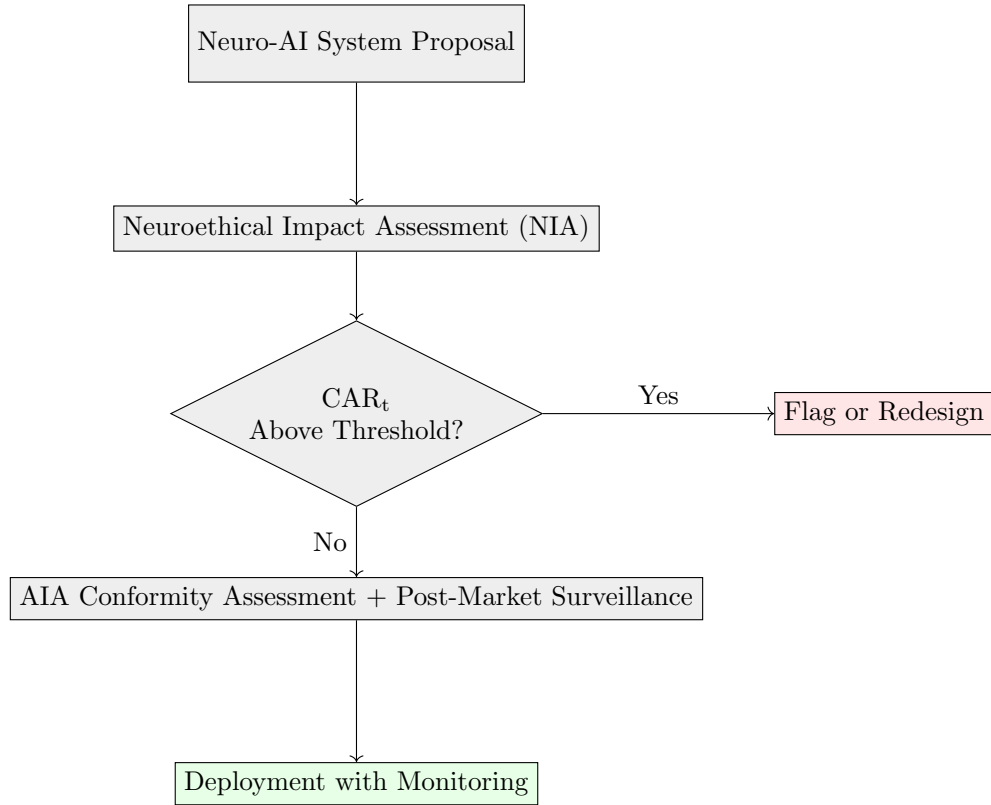 Neuro-AI System Proposal
Neuroethical Impact Assessment (NIA)
CARₜ
Above Threshold?
Yes
Flag or Redesign
No
AIA Conformity Assessment + Post-Market Surveillance
Deployment with Monitoring